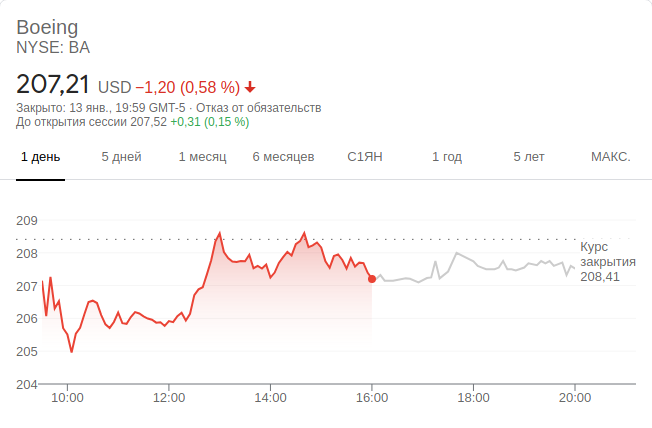 Boeing
NYSE: BA
207,21 USD −1,20 (0,58 %)
Закрыто: 13 янв., 19:59 GMT-5 · Отказ от обязательств
До открытия сессии 207,52 +0,31 (0,15 %)
1 день 5 дней 1 месяц 6 месяцев С1ЯН 1 год 5 лет МАКС.
209
208
207
206
205
204
Курс
закрытия
208,41
10:00 12:00 14:00 16:00 18:00 20:00